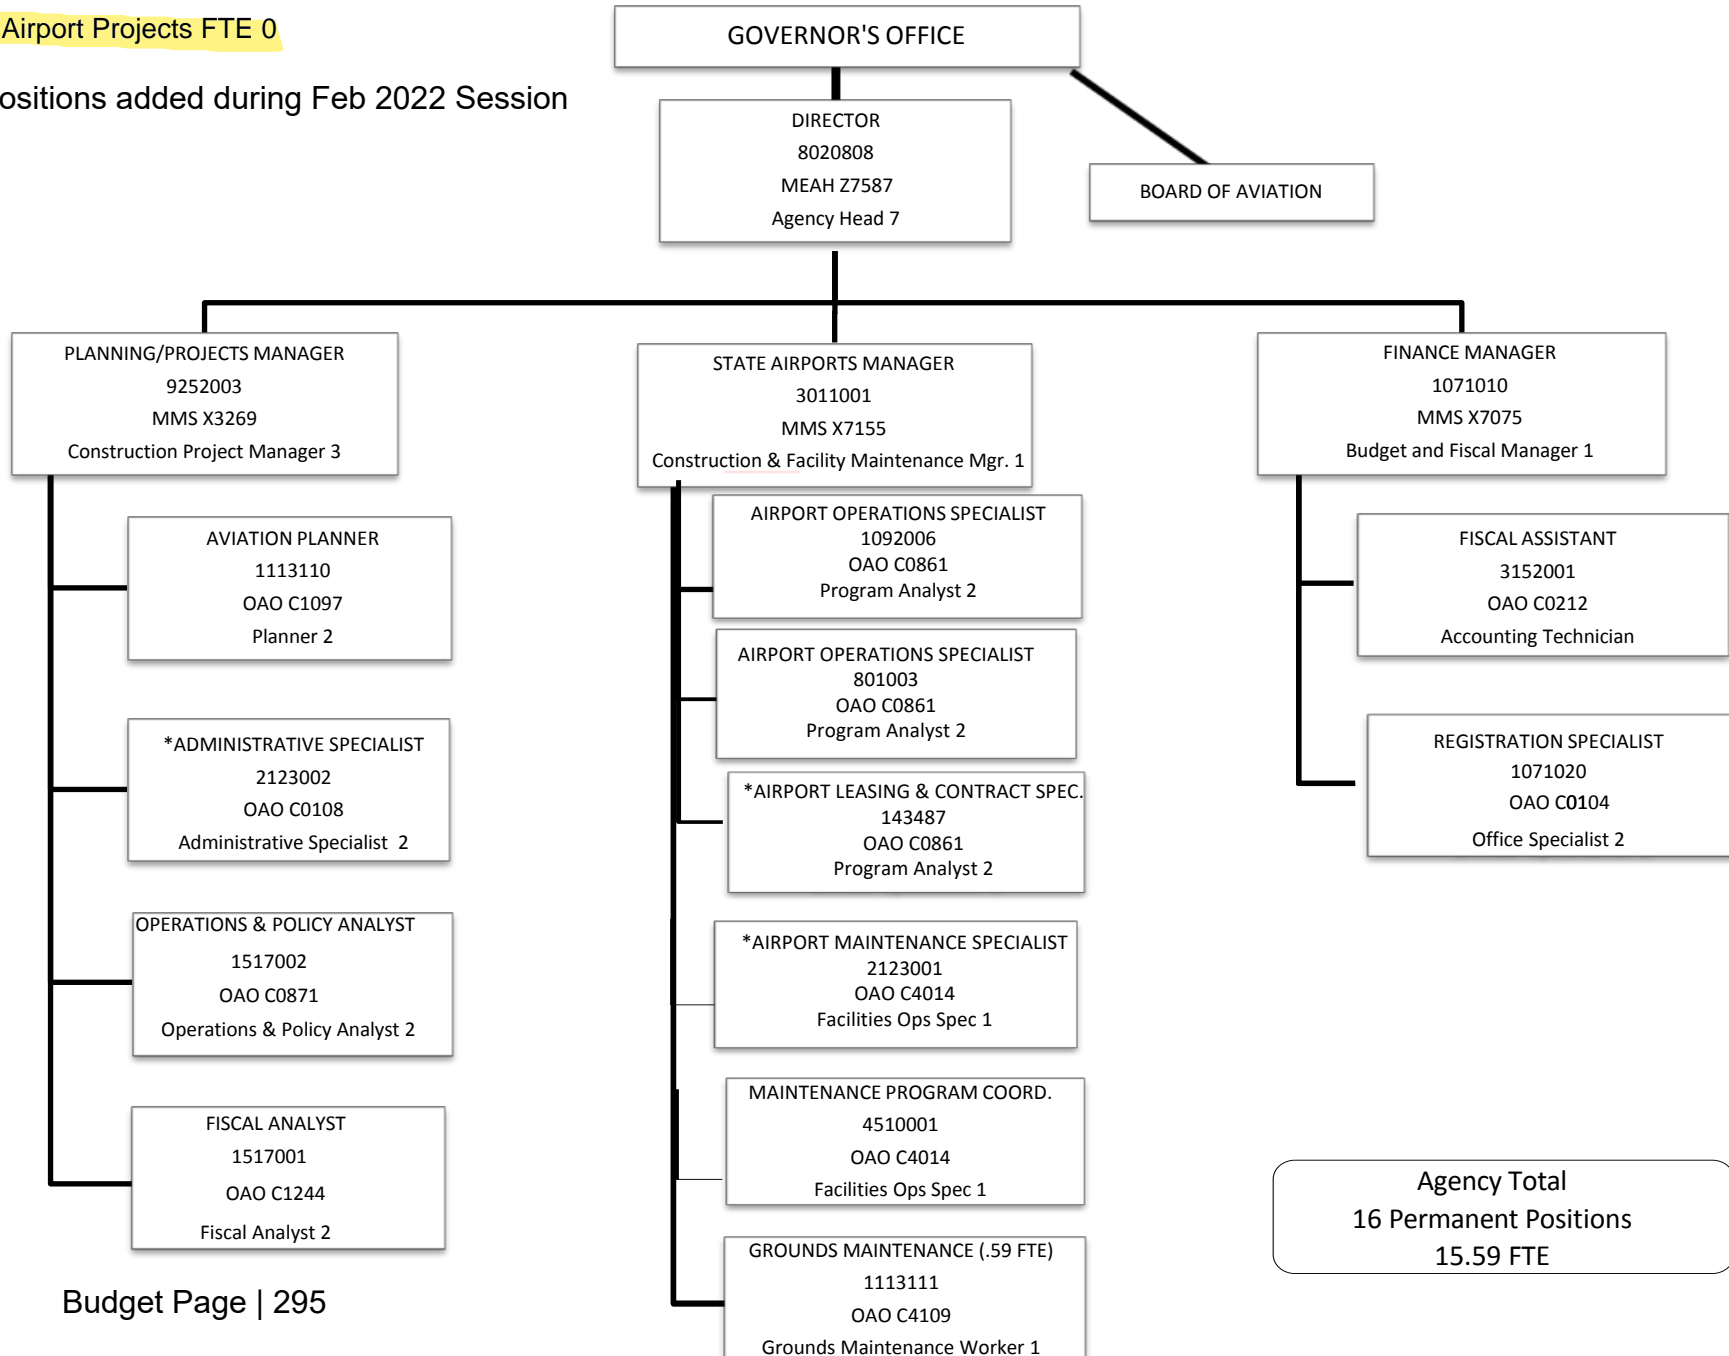 Airport Projects FTE 0
ositions added during Feb 2022 Session
GOVERNOR'S OFFICE
DIRECTOR
8020808
MEAH Z7587
Agency Head 7
BOARD OF AVIATION
PLANNING/PROJECTS MANAGER
9252003
MMS X3269
Construction Project Manager 3
AVIATION PLANNER
1113110
OAO C1097
Planner 2
*ADMINISTRATIVE SPECIALIST
2123002
OAO C0108
Administrative Specialist 2
OPERATIONS & POLICY ANALYST
1517002
OAO C0871
Operations & Policy Analyst 2
FISCAL ANALYST
1517001
OAO C1244
Fiscal Analyst 2
STATE AIRPORTS MANAGER
3011001
MMS X7155
Construction & Facility Maintenance Mgr. 1
AIRPORT OPERATIONS SPECIALIST
1092006
OAO C0861
Program Analyst 2
AIRPORT OPERATIONS SPECIALIST
801003
OAO C0861
Program Analyst 2
*AIRPORT LEASING & CONTRACT SPEC.
143487
OAO C0861
Program Analyst 2
*AIRPORT MAINTENANCE SPECIALIST
2123001
OAO C4014
Facilities Ops Spec 1
MAINTENANCE PROGRAM COORD.
4510001
OAO C4014
Facilities Ops Spec 1
GROUNDS MAINTENANCE (.59 FTE)
1113111
OAO C4109
Grounds Maintenance Worker 1
FINANCE MANAGER
1071010
MMS X7075
Budget and Fiscal Manager 1
FISCAL ASSISTANT
3152001
OAO C0212
Accounting Technician
REGISTRATION SPECIALIST
1071020
OAO C0104
Office Specialist 2
Agency Total
16 Permanent Positions
15.59 FTE
Budget Page | 295